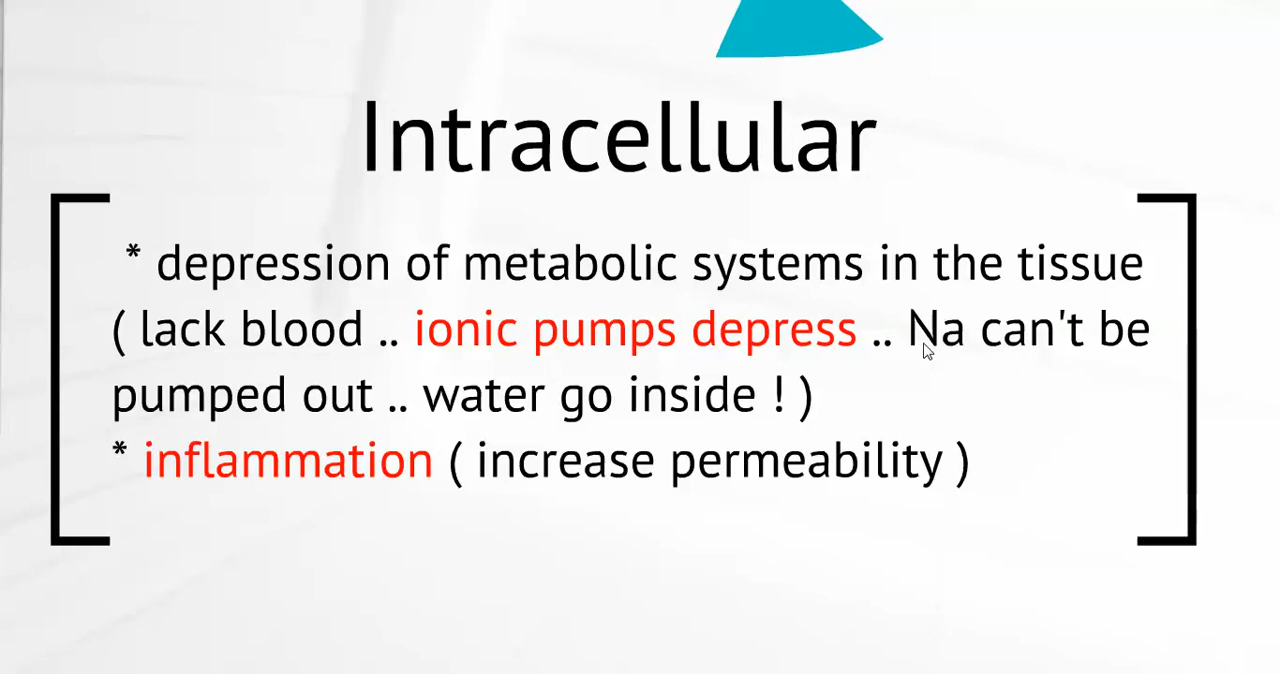 Intracellular
* depression of metabolic systems in the tissue
( lack blood .. ionic pumps depress .. Na can't be
pumped out .. water go inside ! )
* inflammation ( increase permeability )